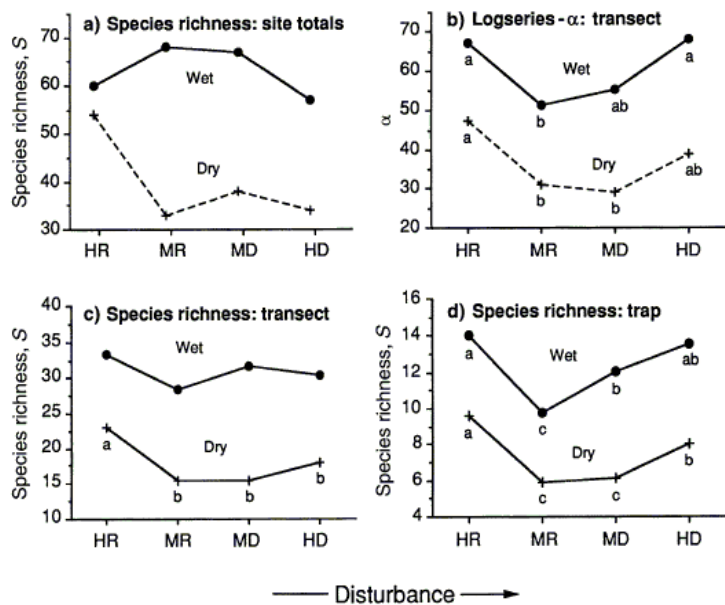 a) Species richness: site totals
Species richness, S
70
60
50
40
30
Wet
Dry
HR MR MD HD
b) Logseries - α: transect
α
70
60
50
40
30
20
Wet
a b ab a
Dry
a b b ab
HR MR MD HD
c) Species richness: transect
Species richness, S
40
35
30
25
20
15
10
Wet
Dry
a b b b
HR MR MD HD
d) Species richness: trap
Species richness, S
16
14
12
10
8
6
4
Wet
a c b ab
Dry
a c c b
HR MR MD HD
Disturbance